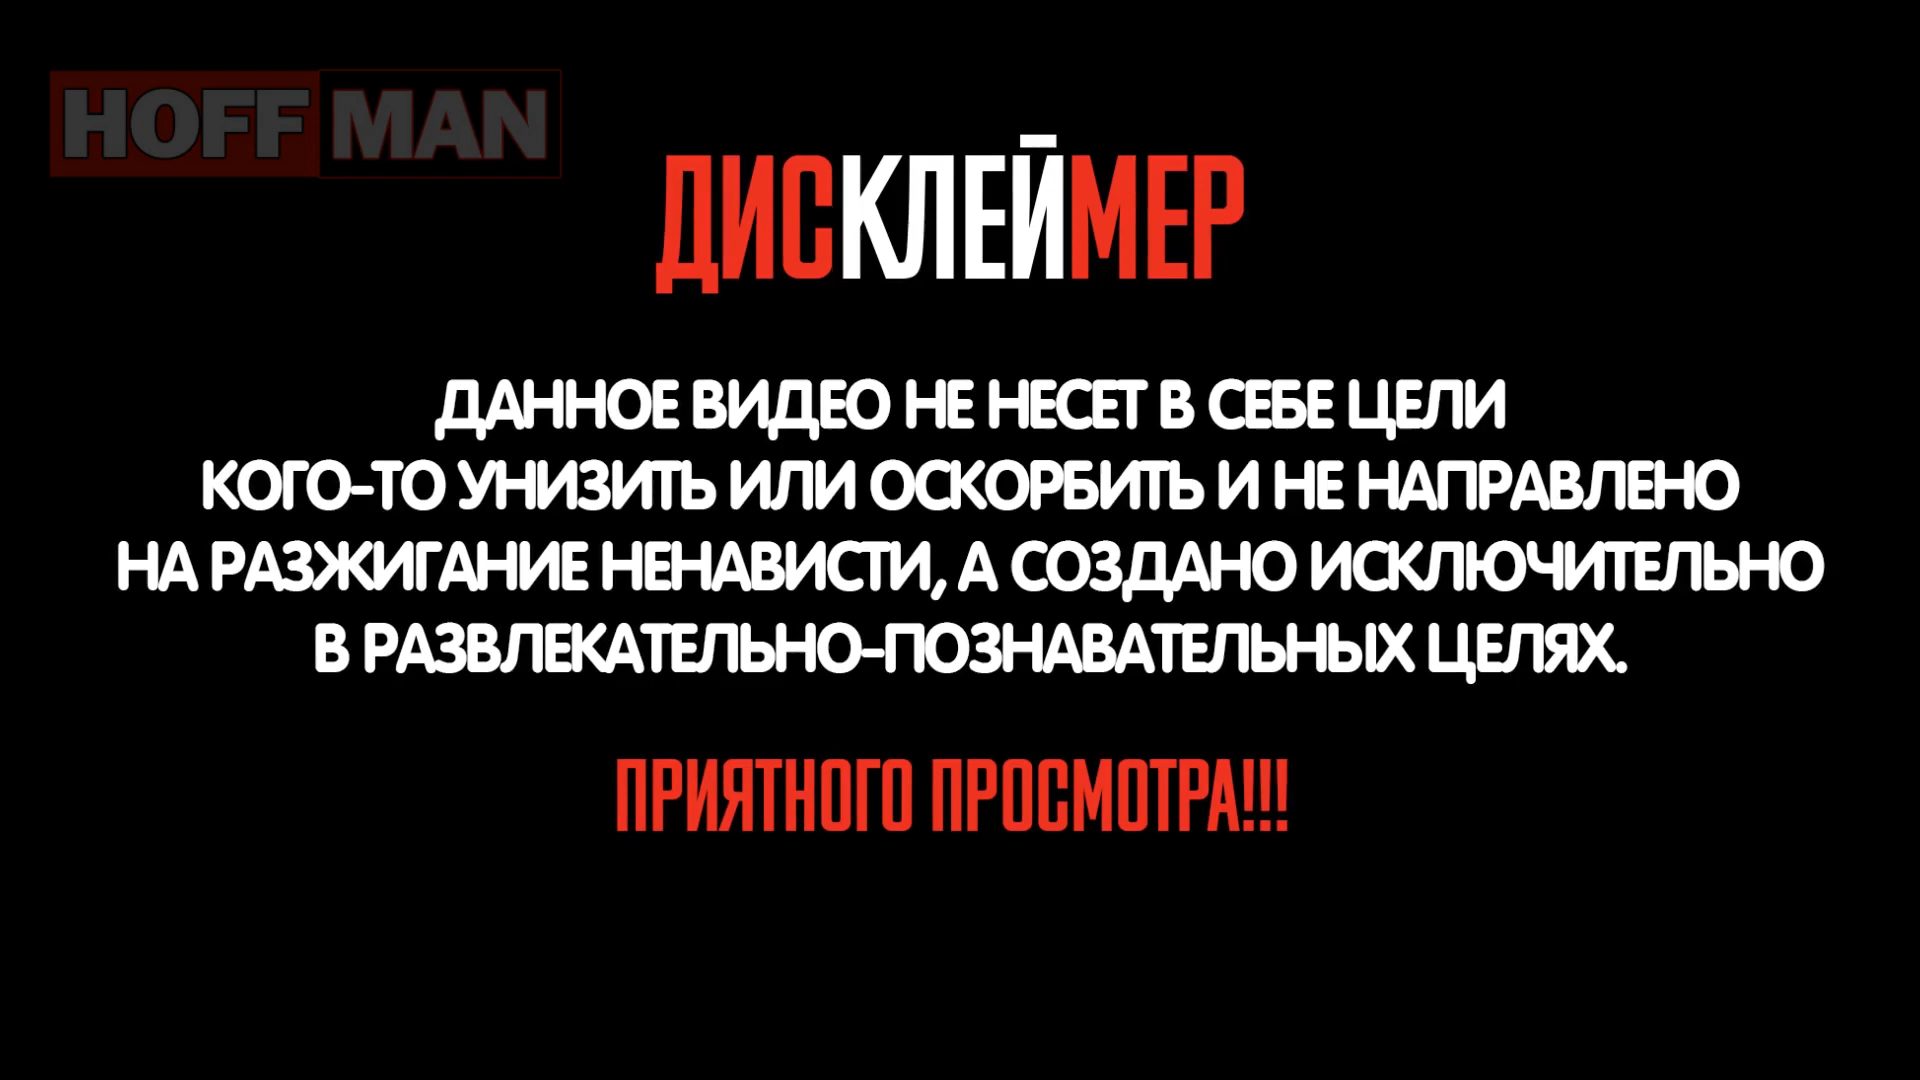 HOFF MAN
ДИСКЛЕЙМЕР
ДАННОЕ ВИДЕО НЕ НЕСЕТ В СЕБЕ ЦЕЛИ
КОГО-ТО УНИЗИТЬ ИЛИ ОСКОРБИТЬ И НЕ НАПРАВЛЕНО
НА РАЗЖИГАНИЕ НЕНАВИСТИ, А СОЗДАНО ИСКЛЮЧИТЕЛЬНО
В РАЗВЛЕКАТЕЛЬНО-ПОЗНАВАТЕЛЬНЫХ ЦЕЛЯХ.
ПРИЯТНОГО ПРОСМОТРА!!!